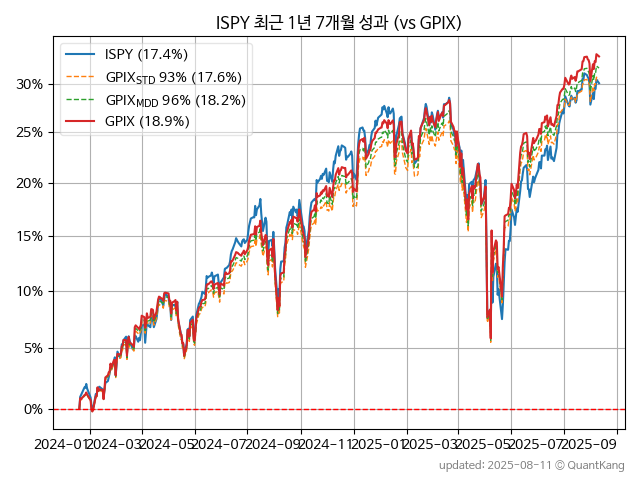 ISPY 최근 1년 7개월 성과 (vs GPIX)
ISPY (17.4%)
GPIXSTD 93% (17.6%)
GPIXMDD 96% (18.2%)
GPIX (18.9%)
30%
25%
20%
15%
10%
5%
0%
2024-01 2024-03 2024-05 2024-07 2024-09 2024-11 2025-01 2025-03 2025-05 2025-07 2025-09
updated: 2025-08-11 © QuantKang